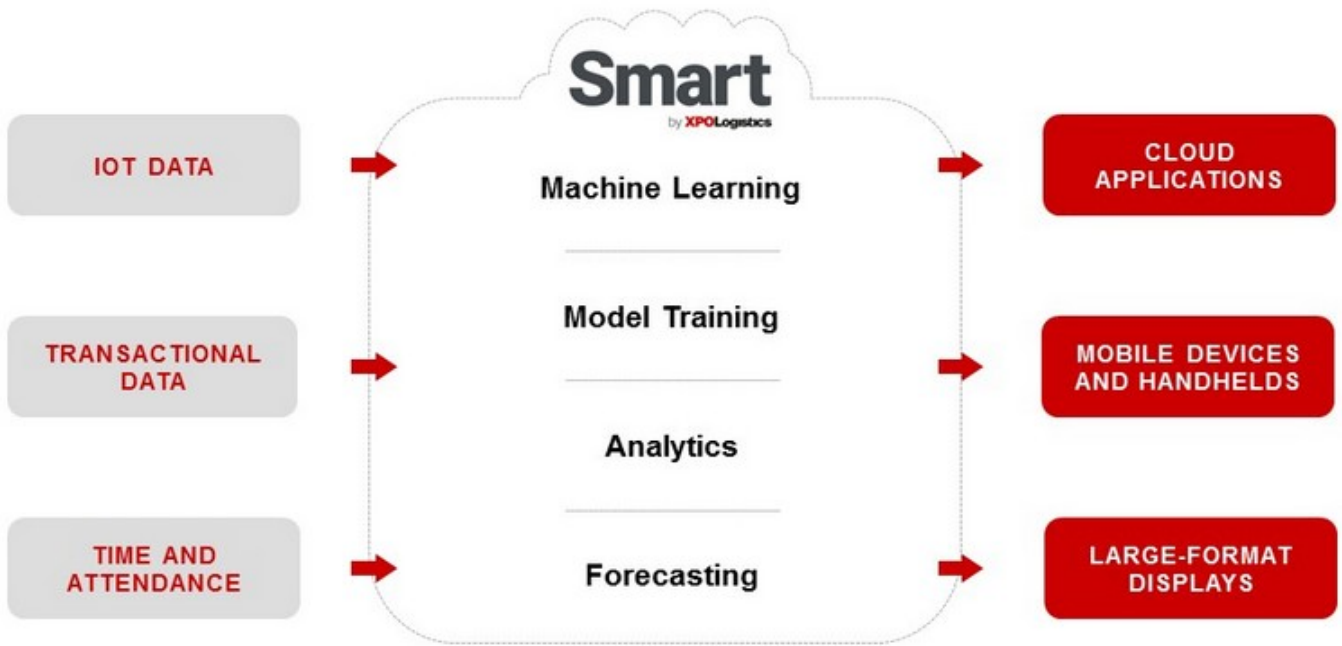 Smart
by XPOLogistics
IOT DATA
TRANSACTIONAL
DATA
TIME AND
ATTENDANCE
Machine Learning
Model Training
Analytics
Forecasting
CLOUD
APPLICATIONS
MOBILE DEVICES
AND HANDHELDS
LARGE-FORMAT
DISPLAYS